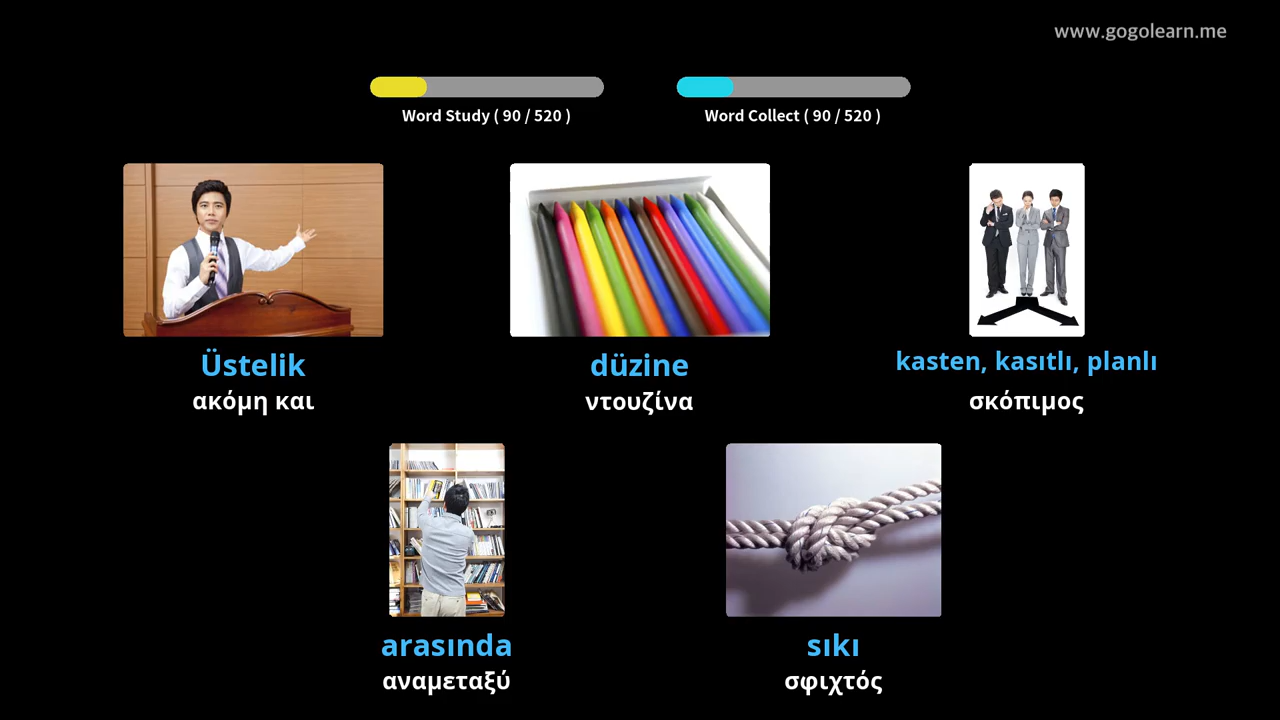 www.gogolearn.me
Word Study ( 90 / 520 )
Word Collect ( 90 / 520 )
Üstelik
ακόμη και
düzine
ντουζίνα
kasten, kasıtlı, planlı
σκόπιμος
arasında
αναμεταξύ
sıkı
σφιχτός